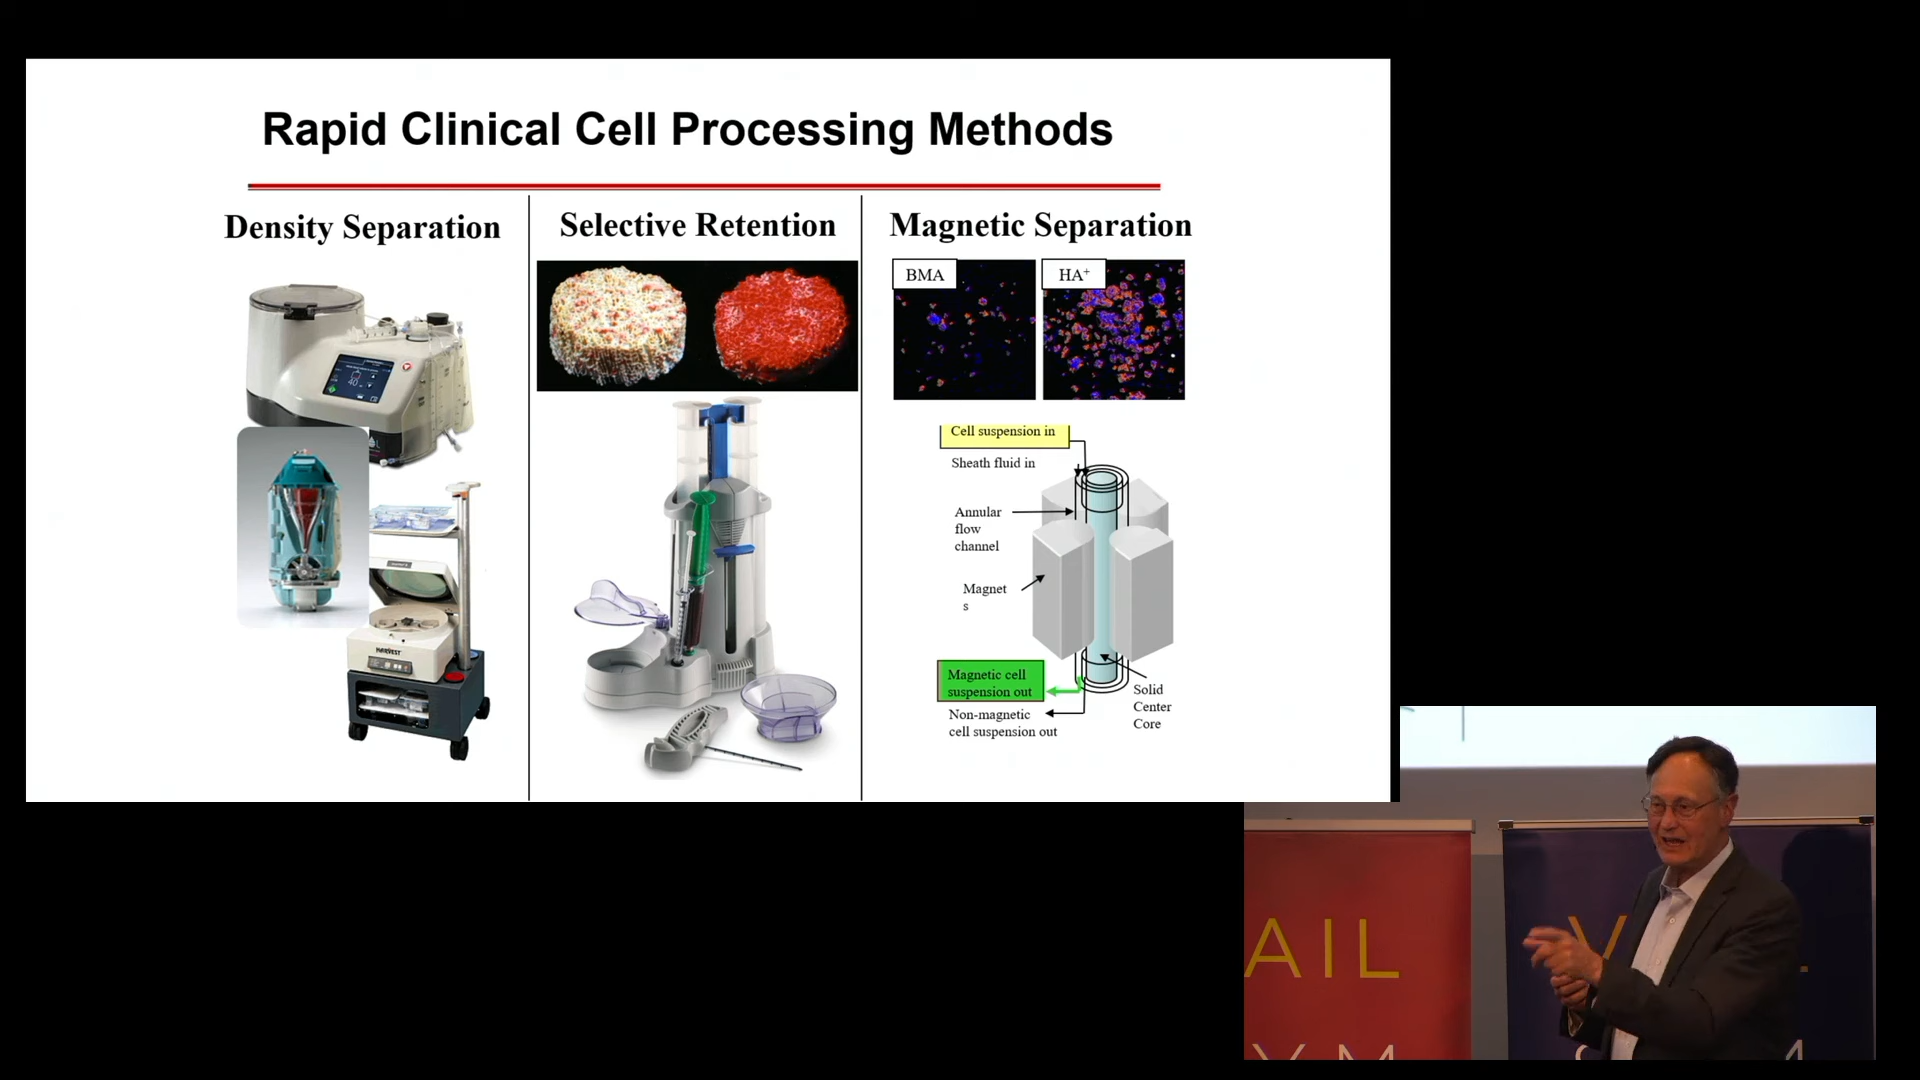 Rapid Clinical Cell Processing Methods
Density Separation
Selective Retention
Magnetic Separation
BMA
HA+
Cell suspension in
Sheath fluid in
Annular
flow
channel
Magnet
s
Magnetic cell
suspension out
Non-magnetic
cell suspension out
Solid
Center
Core
HARVEST
AIL